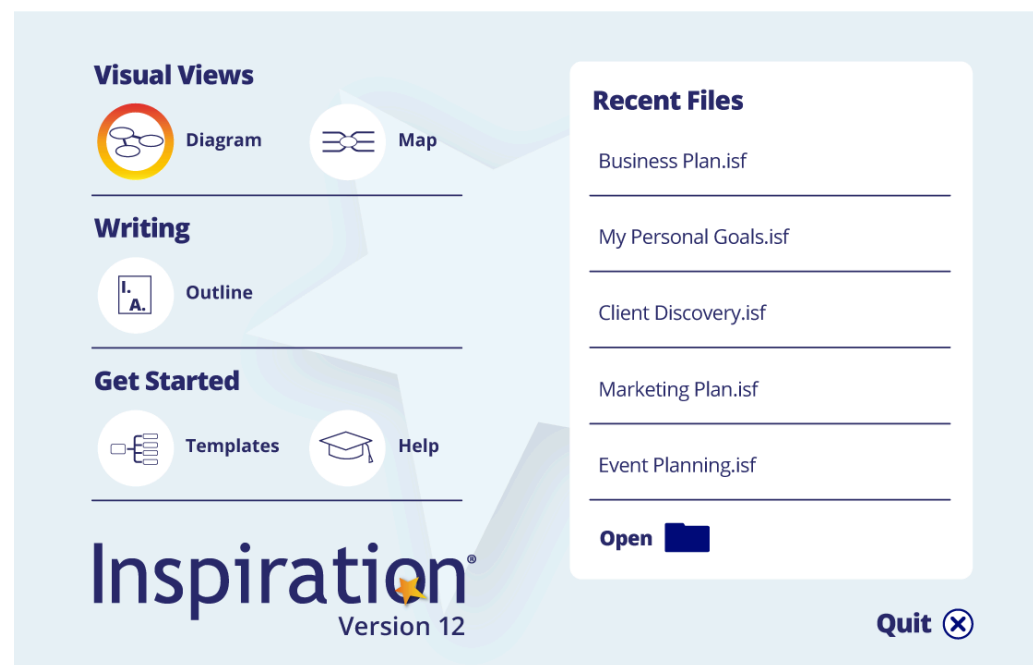 Visual Views
Diagram
Map
Writing
I.
A.
Outline
Get Started
Templates
Help
Inspiration®
Version 12
Recent Files
Business Plan.isf
My Personal Goals.isf
Client Discovery.isf
Marketing Plan.isf
Event Planning.isf
Open
Quit